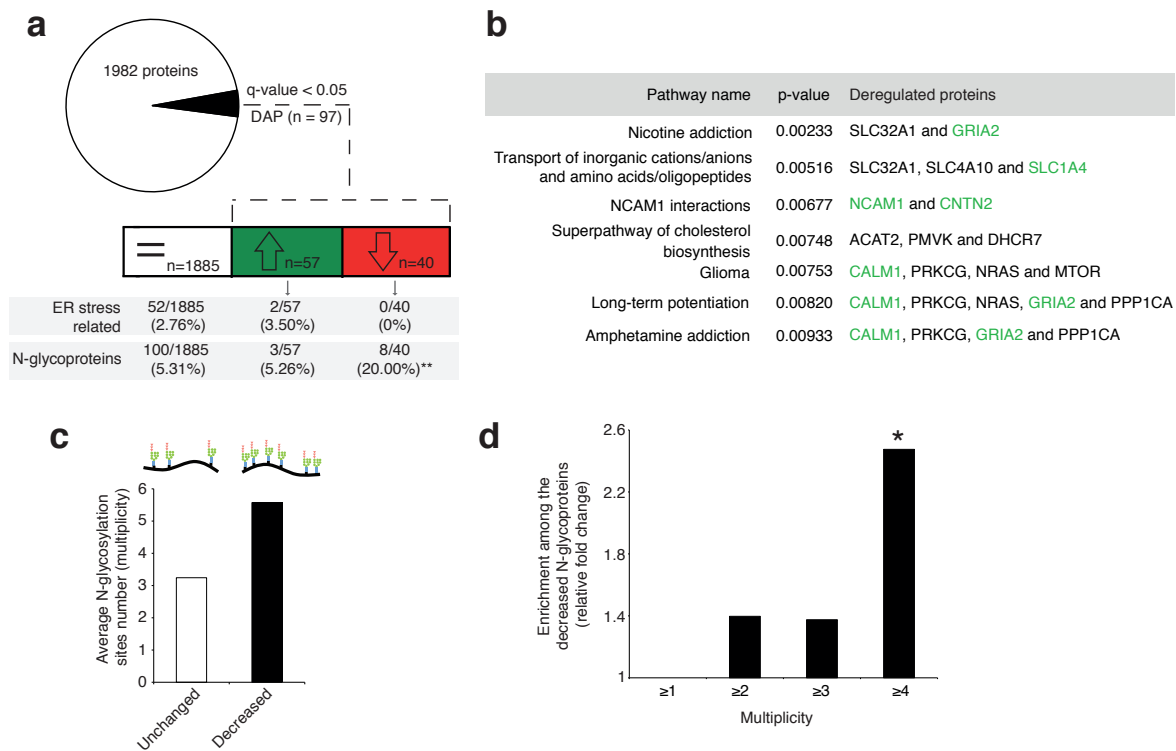 a
1982 proteins
q-value < 0.05
DAP (n = 97)
n=1885
n=57
n=40
ER stress related
52/1885 (2.76%)
2/57 (3.50%)
0/40 (0%)
N-glycoproteins
100/1885 (5.31%)
3/57 (5.26%)
8/40 (20.00%)**
b
Pathway name p-value Deregulated proteins
Nicotine addiction 0.00233 SLC32A1 and GRIA2
Transport of inorganic cations/anions
and amino acids/oligopeptides 0.00516 SLC32A1, SLC4A10 and SLC1A4
NCAM1 interactions 0.00677 NCAM1 and CNTN2
Superpathway of cholesterol
biosynthesis 0.00748 ACAT2, PMVK and DHCR7
Glioma 0.00753 CALM1, PRKCG, NRAS and MTOR
Long-term potentiation 0.00820 CALM1, PRKCG, NRAS, GRIA2 and PPP1CA
Amphetamine addiction 0.00933 CALM1, PRKCG, GRIA2 and PPP1CA
c
Average N-glycosylation
sites number (multiplicity)
6
5
4
3
2
1
0
Unchanged
Decreased
d
Enrichment among the
decreased N-glycoproteins
(relative fold change)
2.6
2.2
1.8
1.4
1
*
≥1 ≥2 ≥3 ≥4
Multiplicity